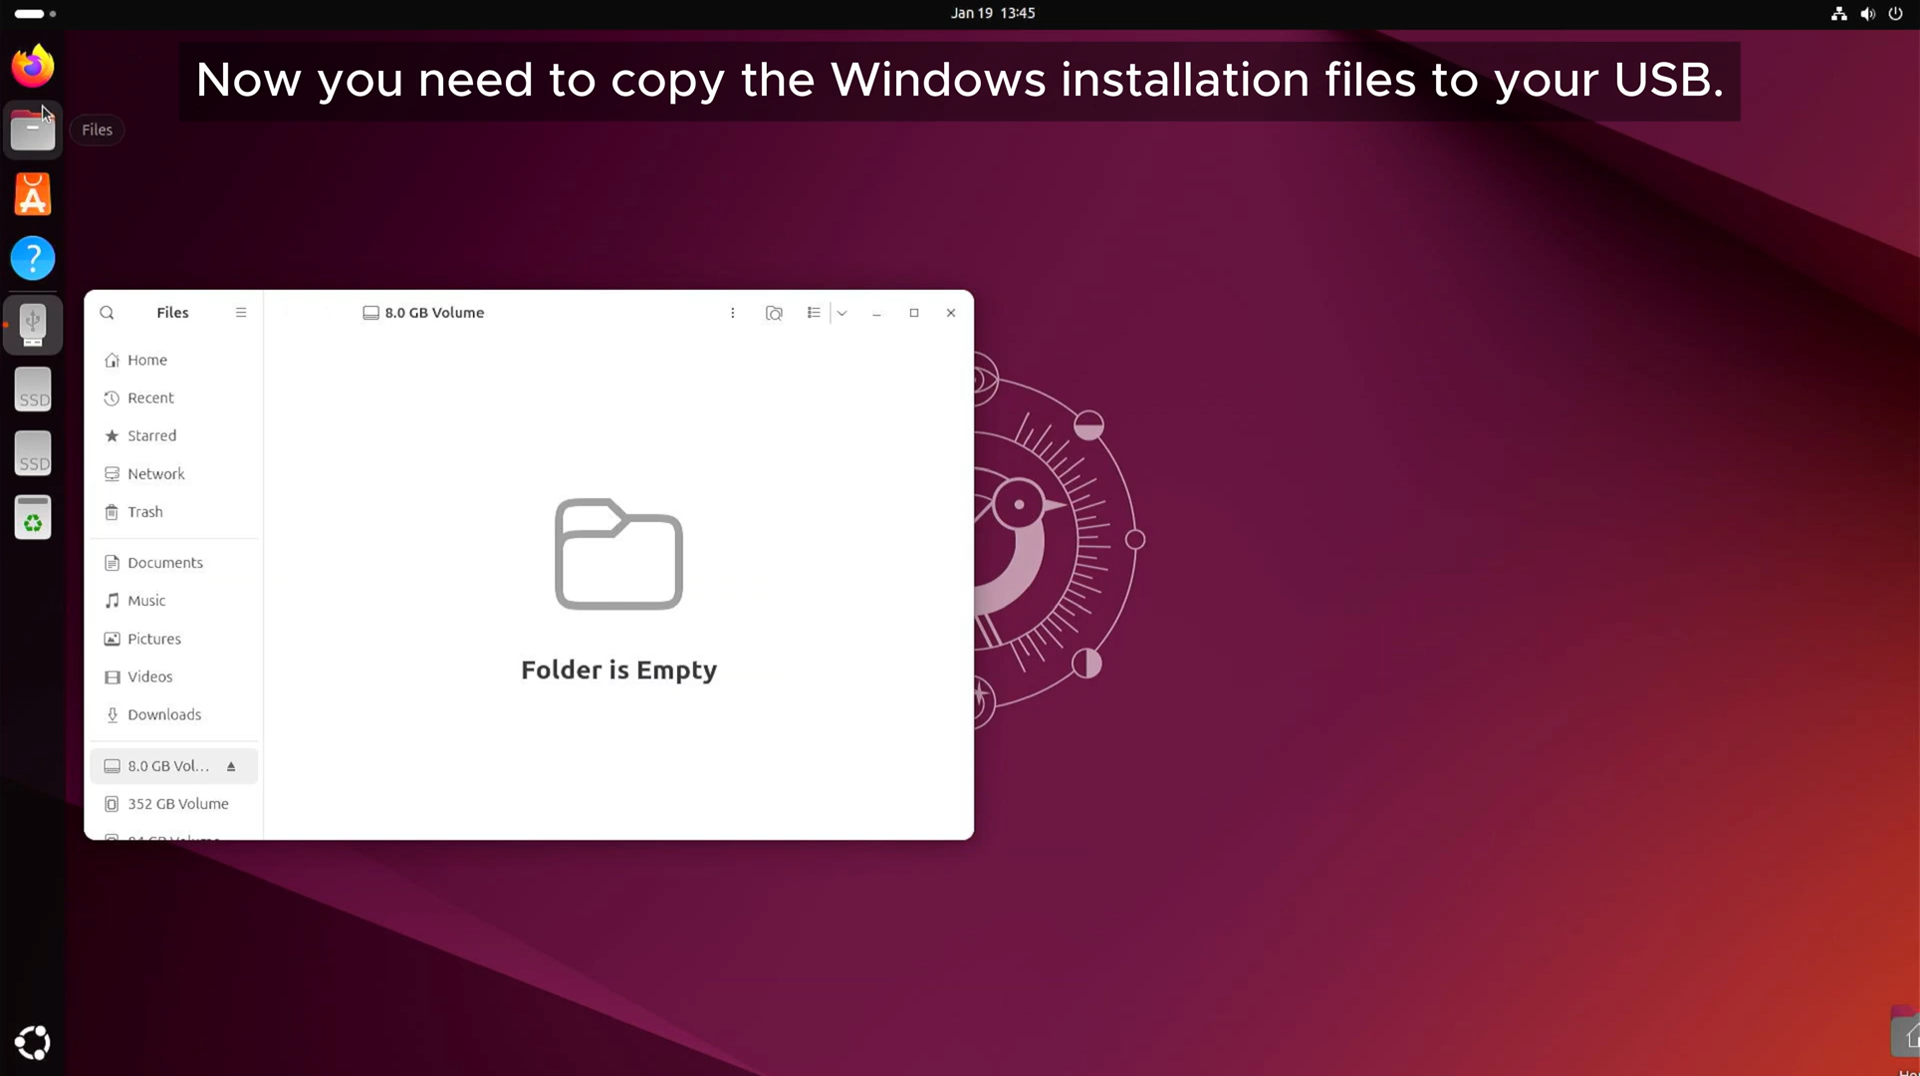 Jan 19 13:45
Now you need to copy the Windows installation files to your USB.
Files
Files
8.0 GB Volume
Home
Recent
Starred
Network
Trash
Documents
Music
Pictures
Videos
Downloads
8.0 GB Vol...
352 GB Volume
Folder is Empty
SSD
SSD